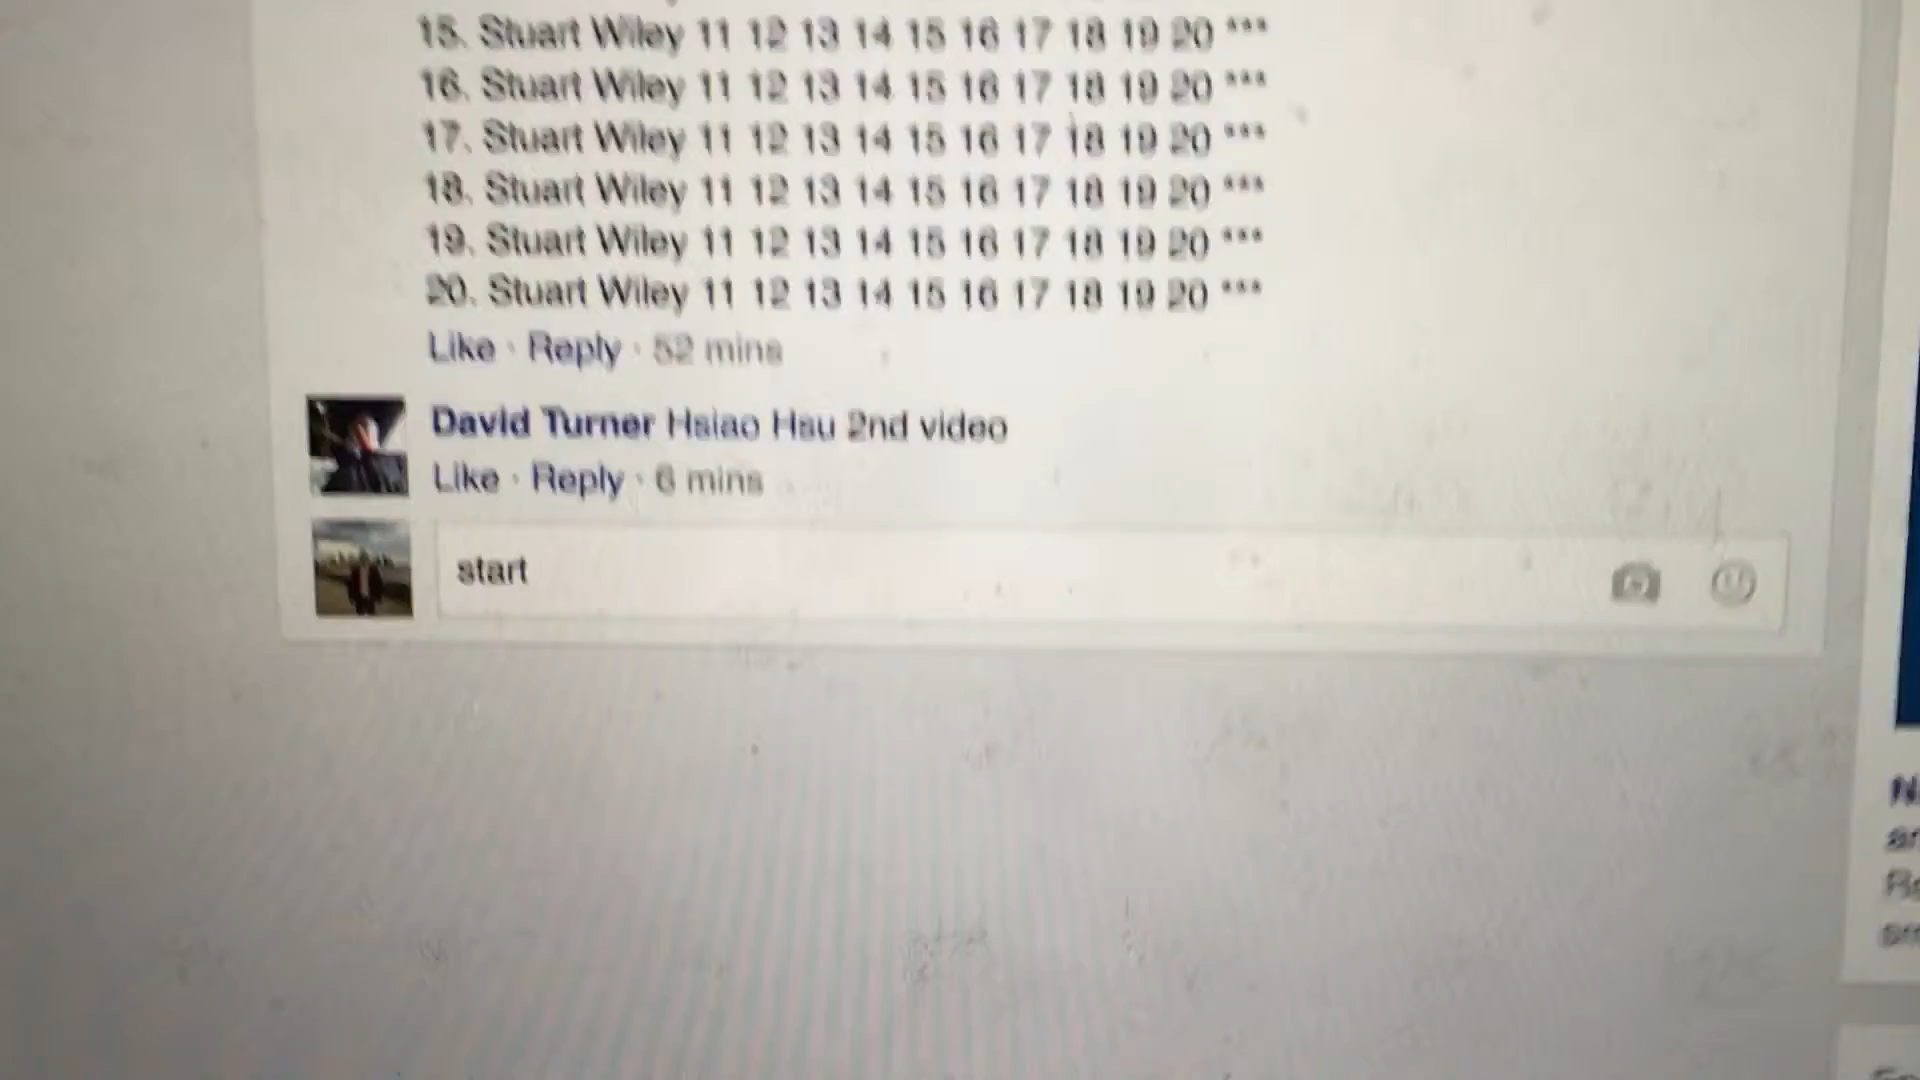 15. Stuart Wiley 11 12 13 14 15 16 17 18 19 20 ***
16. Stuart Wiley 11 12 13 14 15 16 17 18 19 20 ***
17. Stuart Wiley 11 12 13 14 15 16 17 18 19 20 ***
18. Stuart Wiley 11 12 13 14 15 16 17 18 19 20 ***
19. Stuart Wiley 11 12 13 14 15 16 17 18 19 20 ***
20. Stuart Wiley 11 12 13 14 15 16 17 18 19 20 ***
Like · Reply · 52 mins
David Turner Hsiao Hsu 2nd video
Like · Reply · 6 mins
start